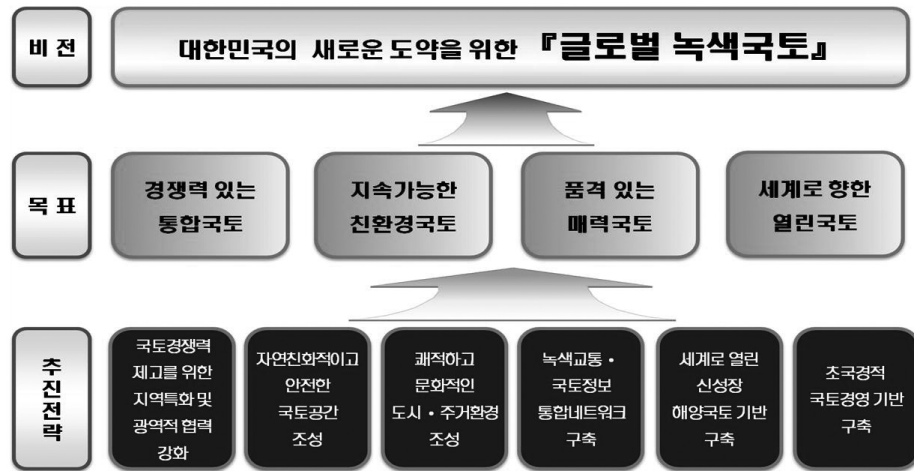 비 전
대한민국의 새로운 도약을 위한 『글로벌 녹색국토』
목 표
경쟁력 있는
통합국토
지속가능한
친환경국토
품격 있는
매력국토
세계로 향한
열린국토
추진전략
국토경쟁력
제고를 위한
지역특화 및
광역적 협력
강화
자연친화적이고
안전한
국토공간
조성
쾌적하고
문화적인
도시·주거환경
조성
녹색교통·
국토정보
통합네트워크
구축
세계로 열린
신성장
해양국토 기반
구축
초국경적
국토경영 기반
구축